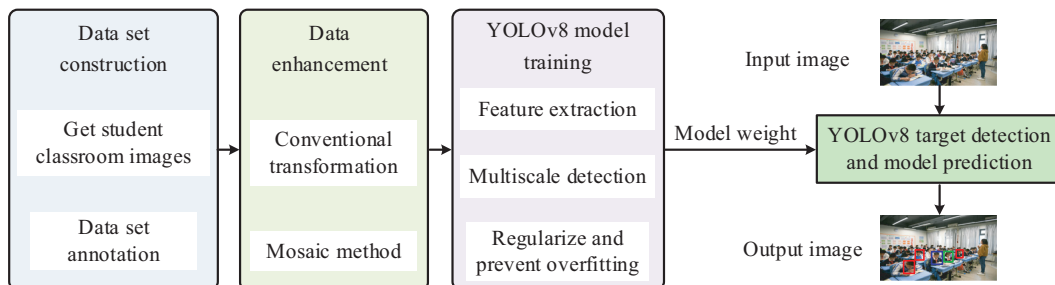 Data set
construction
Get student
classroom images
Data set
annotation
Data
enhancement
Conventional
transformation
Mosaic method
YOLOv8 model
training
Feature extraction
Multiscale detection
Regularize and
prevent overfitting
Model weight
Input image
YOLOv8 target detection
and model prediction
Output image